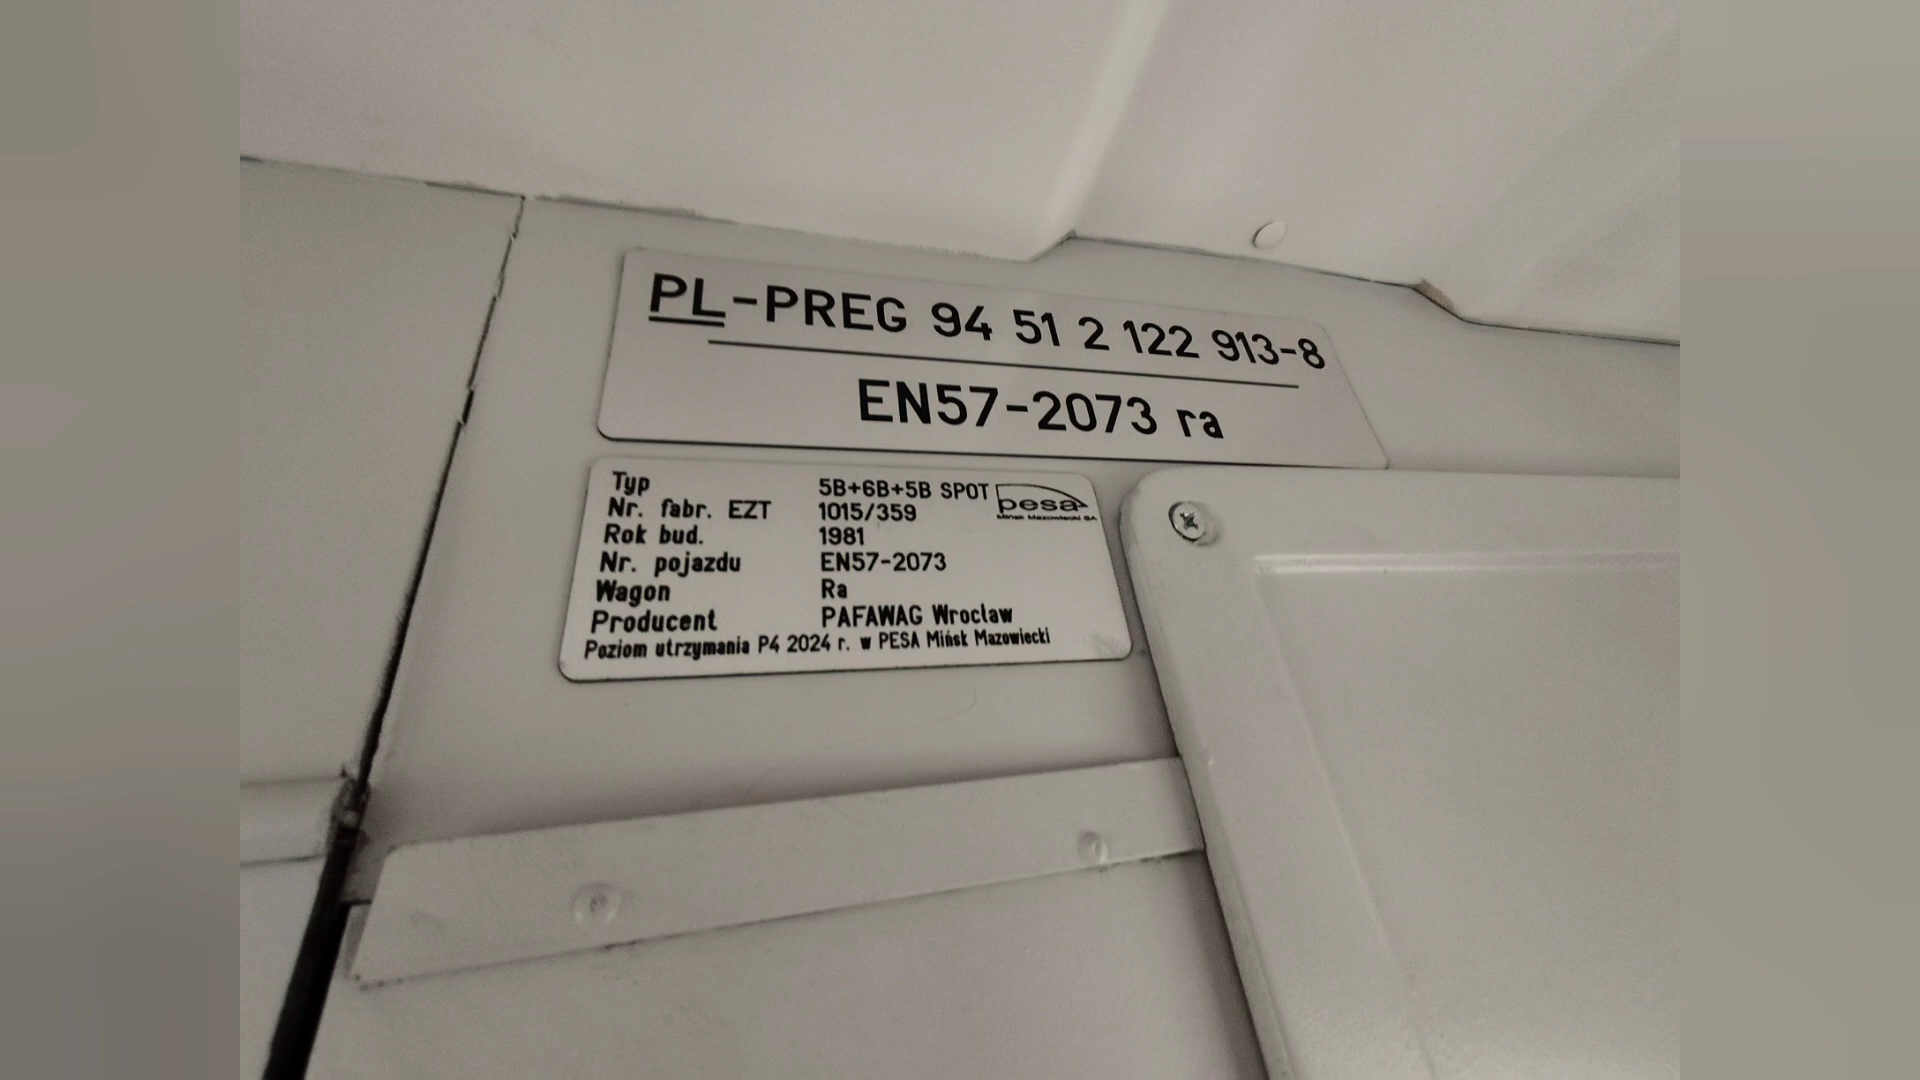 PL-PREG 94 51 2 122 913-8
EN57-2073 ra
Typ 5B+6B+5B SPOT
pesa
Mińsk Mazowiecki SA
Nr. fabr. EZT 1015/359
Rok bud. 1981
Nr. pojazdu EN57-2073
Wagon Ra
Producent PAFAWAG Wrocław
Poziom utrzymania P4 2024 r. w PESA Mińsk Mazowiecki